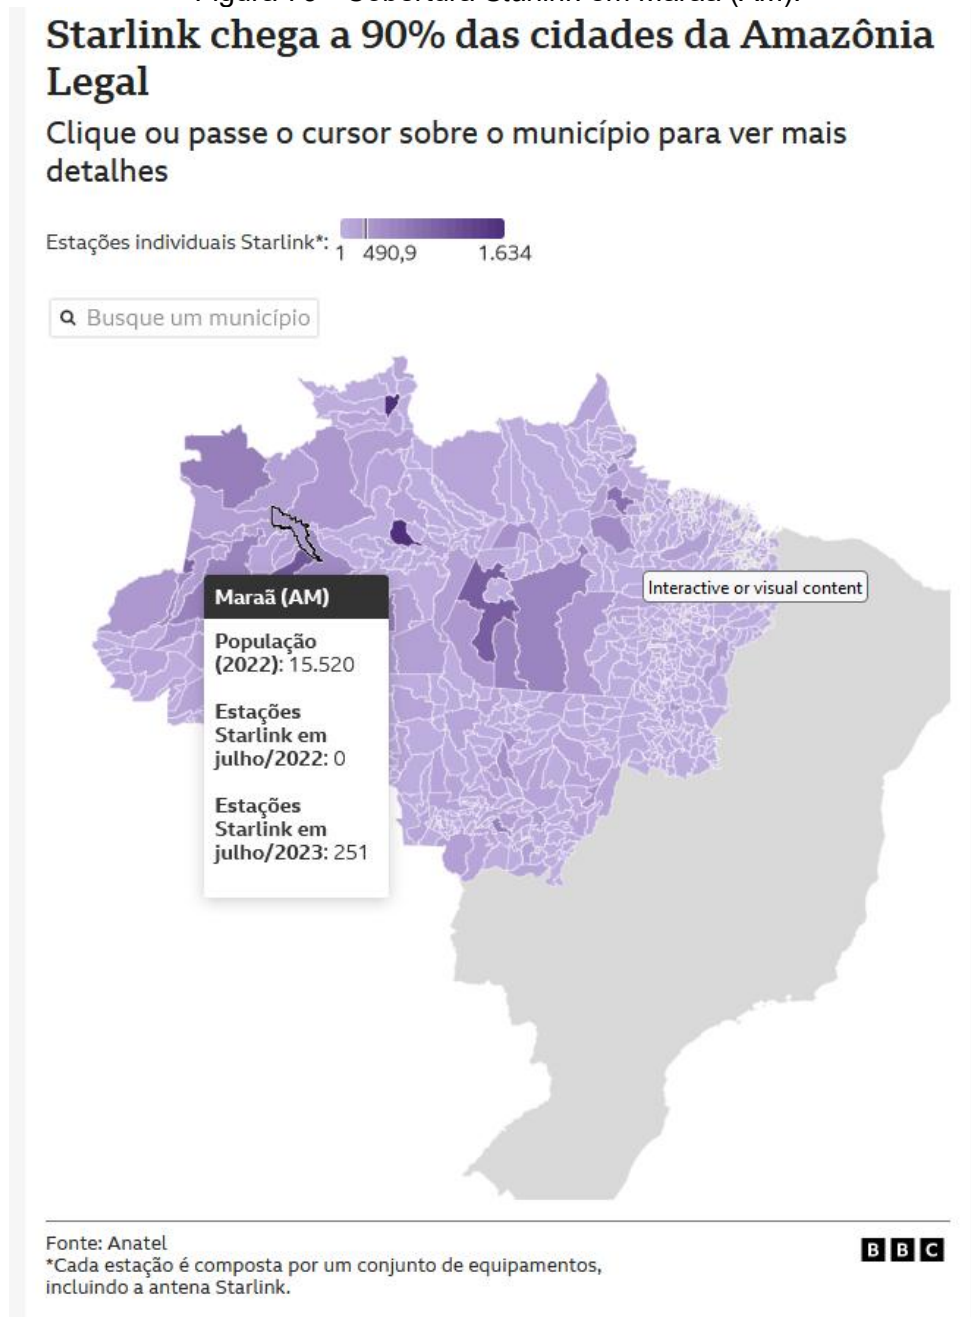 Starlink chega a 90% das cidades da Amazônia
Legal
Clique ou passe o cursor sobre o município para ver mais
detalhes
Estações individuais Starlink*:
1 490,9 1.634
Busque um município
Interactive or visual content
Maraã (AM)
População
(2022): 15.520
Estações
Starlink em
julho/2022: 0
Estações
Starlink em
julho/2023: 251
Fonte: Anatel
*Cada estação é composta por um conjunto de equipamentos,
incluindo a antena Starlink.
BBC